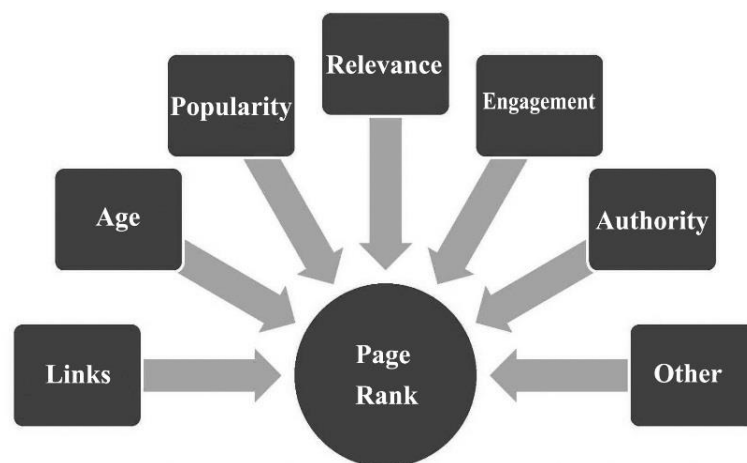 Relevance
Popularity
Engagement
Age
Authority
Links
Page
Rank
Other